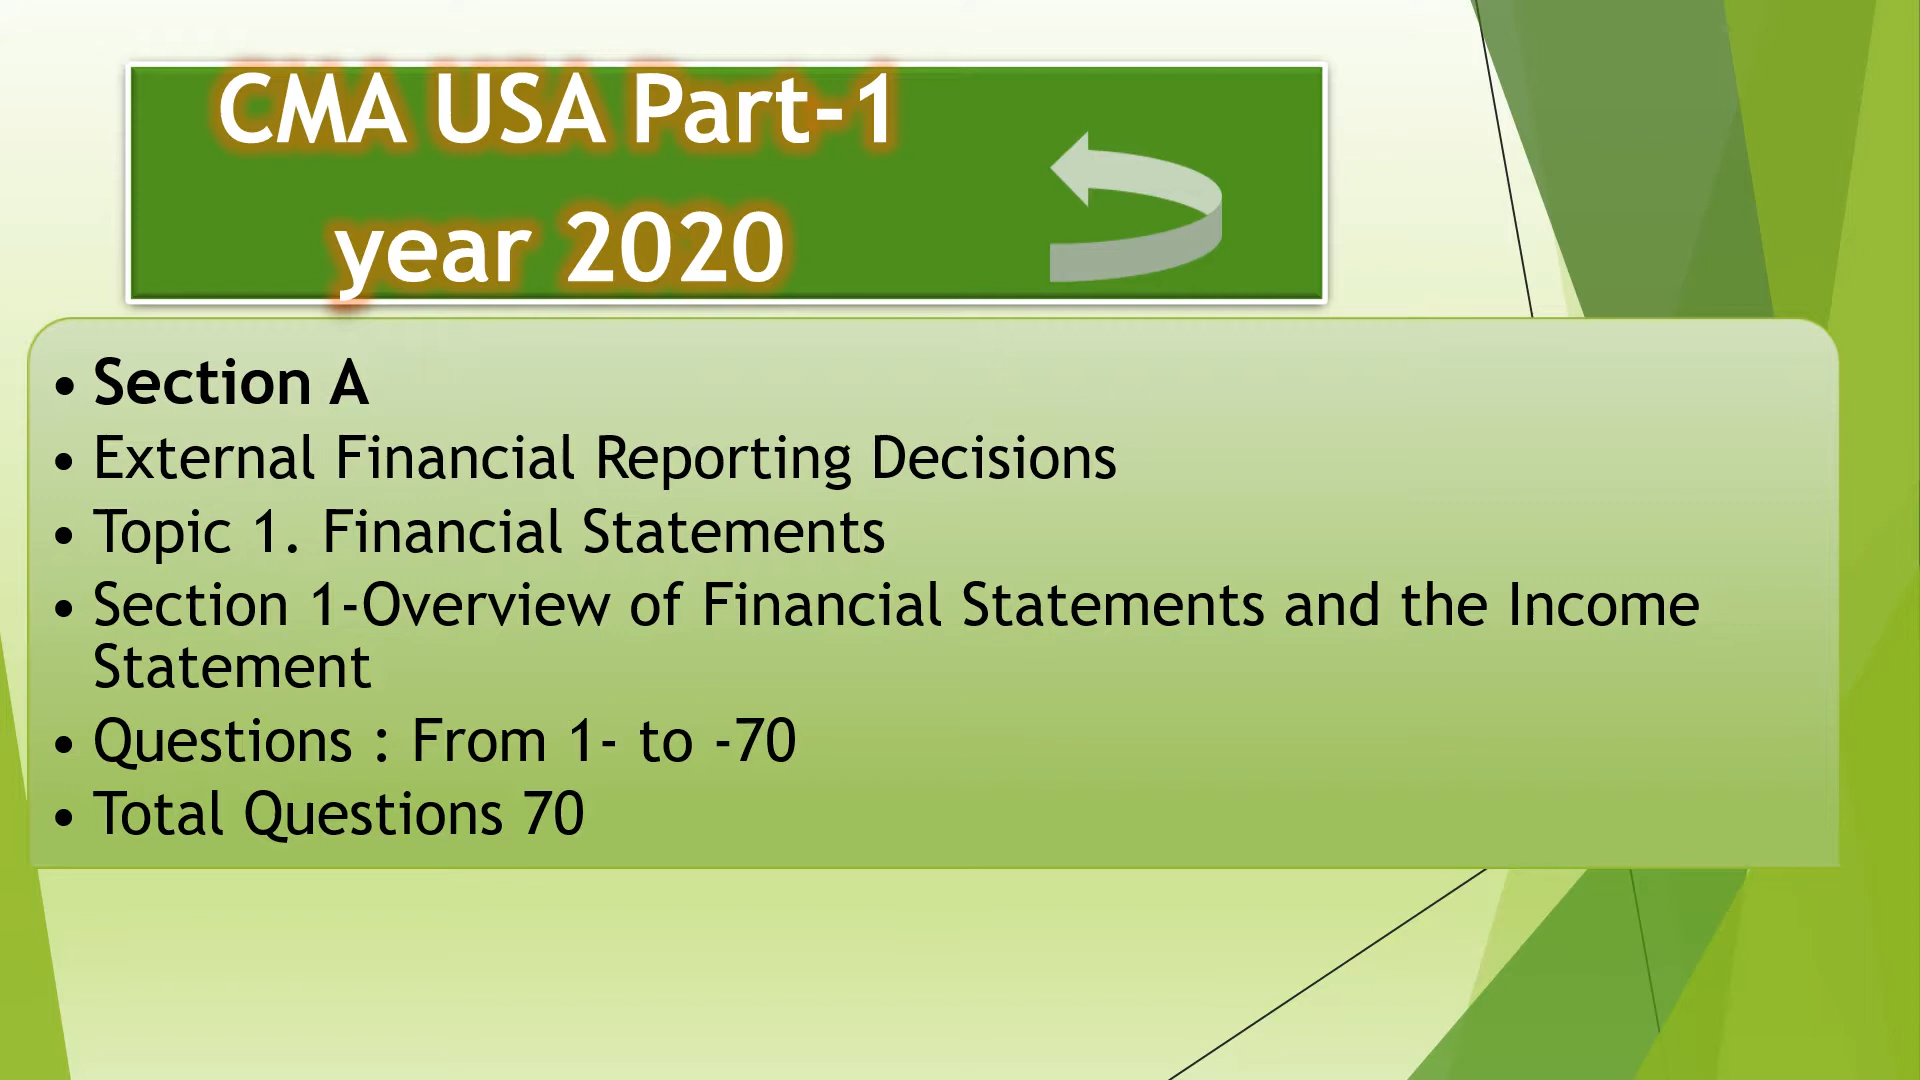 CMA USA Part-1
year 2020
• Section A
• External Financial Reporting Decisions
• Topic 1. Financial Statements
• Section 1-Overview of Financial Statements and the Income
Statement
• Questions : From 1- to -70
• Total Questions 70